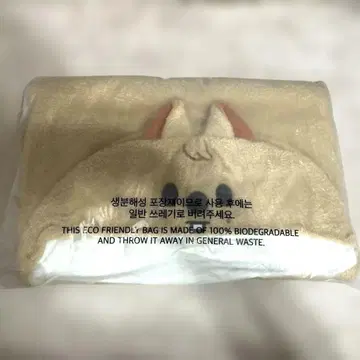 생분해성 포장재이므로 사용 후에는
일반 쓰레기로 버려주세요.
THIS ECO FRIENDLY BAG IS MADE OF 100% BIODEGRADABLE
AND THROW IT AWAY IN GENERAL WASTE.